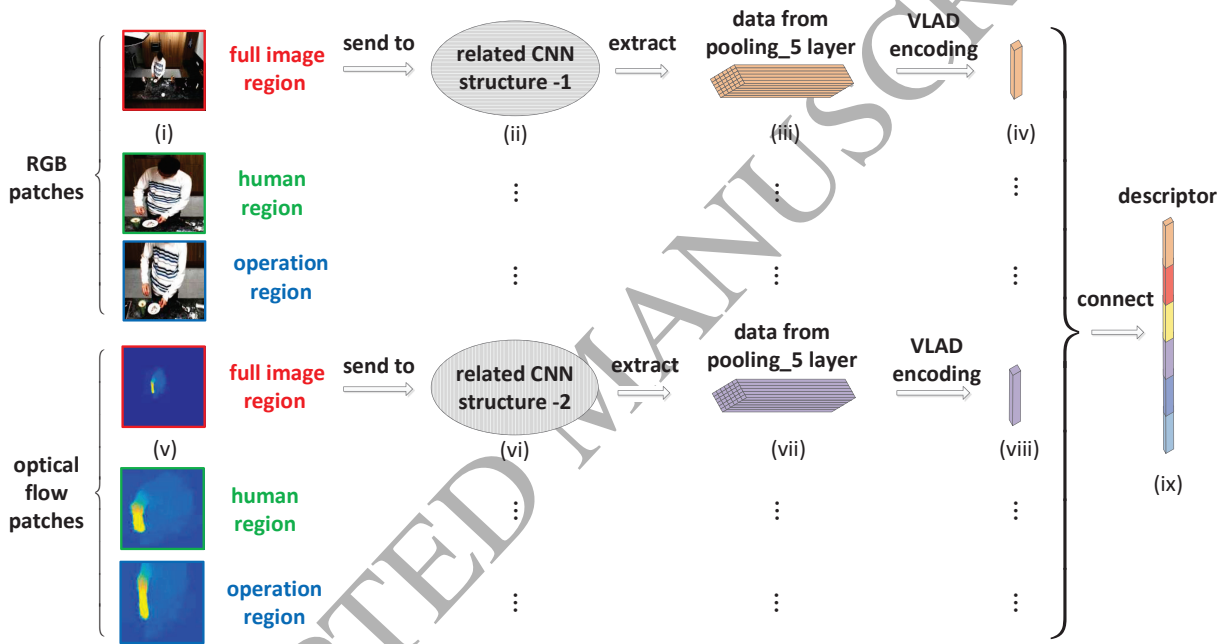 full image
region
send to
related CNN
structure -1
extract
data from
pooling_5 layer
VLAD
encoding
(i)
(ii)
(iii)
(iv)
RGB
patches
human
region
operation
region
descriptor
connect
full image
region
send to
related CNN
structure -2
extract
data from
pooling_5 layer
VLAD
encoding
(v)
(vi)
(vii)
(viii)
(ix)
optical
flow
patches
human
region
operation
region
PTED MANUSCR